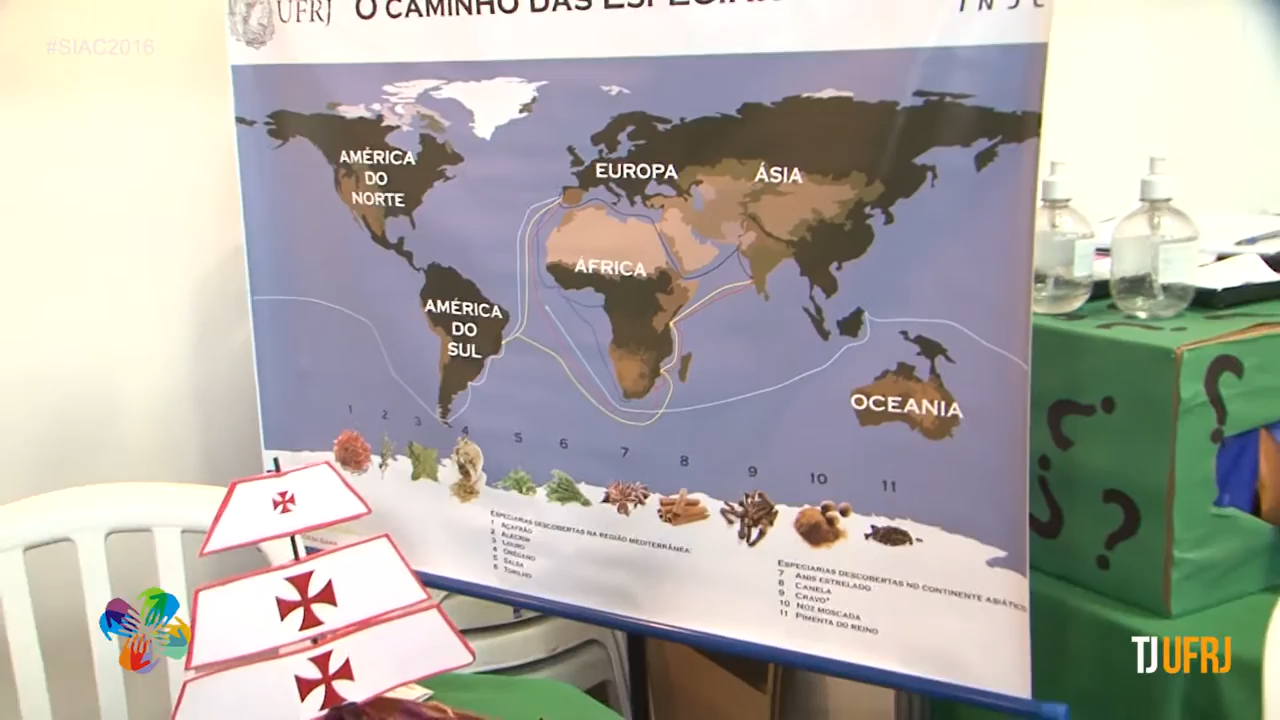 #SIAC2016
UFRJ O CAMINHO DAS
AMÉRICA
DO
NORTE
EUROPA
ÁSIA
ÁFRICA
AMÉRICA
DO
SUL
OCEANIA
1 2 3 4 5 6 7 8 9 10 11
ESPECIARIAS DESCOBERTAS NA REGIÃO MEDITERRÂNEA:
1 AÇAFRÃO
2 ALECRIM
3 LOURO
4 ORÉGANO
5 SALSA
6 TOMILHO
ESPECIARIAS DESCOBERTAS NO CONTINENTE ASIÁTICO
7 ANIS ESTRELADO
8 CANELA
9 CRAVO*
10 NOZ MOSCADA
11 PIMENTA DO REINO
? ? ? ?
TJ UFRJ